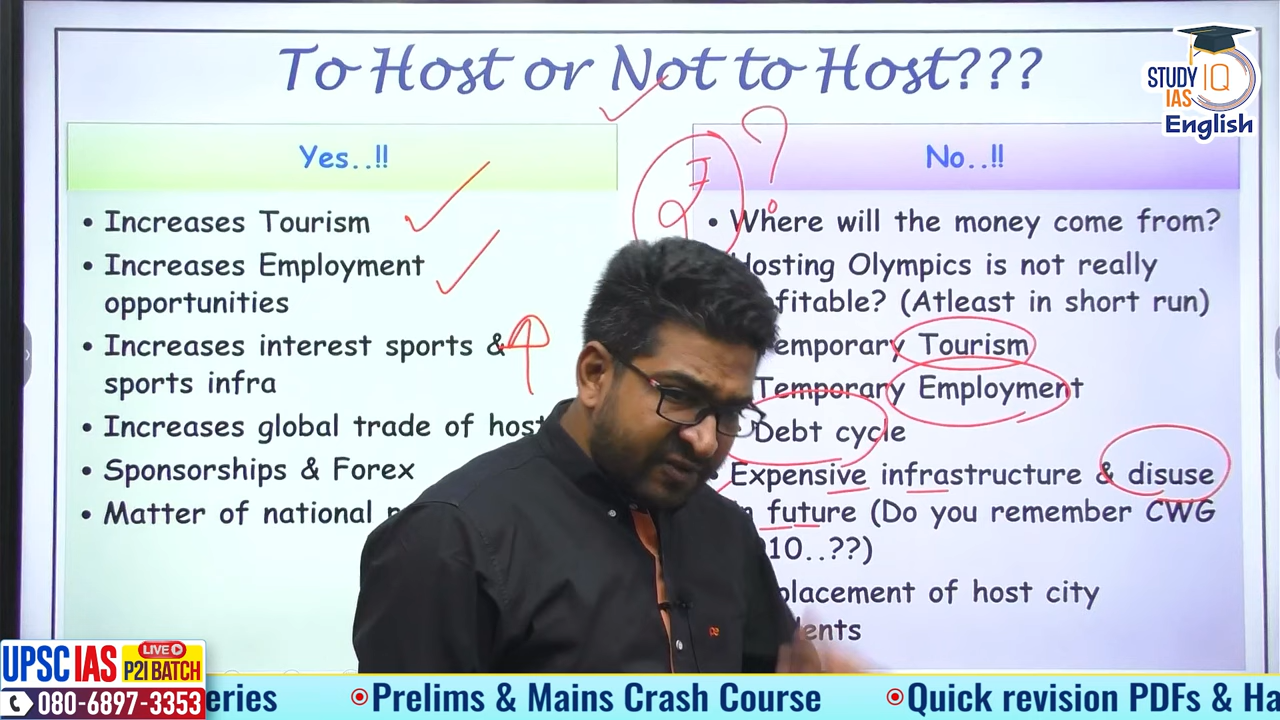 To Host or Not to Host???
STUDY IQ
IAS
English
Yes..!!
• Increases Tourism
• Increases Employment
opportunities
• Increases interest sports &
sports infra
• Increases global trade of host
• Sponsorships & Forex
• Matter of national
No..!!
• Where will the money come from?
Hosting Olympics is not really
fitable? (Atleast in short run)
emporary Tourism
Temporary Employment
Debt cycle
• Expensive infrastructure & disuse
future (Do you remember CWG
10..??)
placement of host city
dents
UPSC IAS
LIVE
P2I BATCH
080-6897-3353
eries
Prelims & Mains Crash Course
Quick revision PDFs & Ha